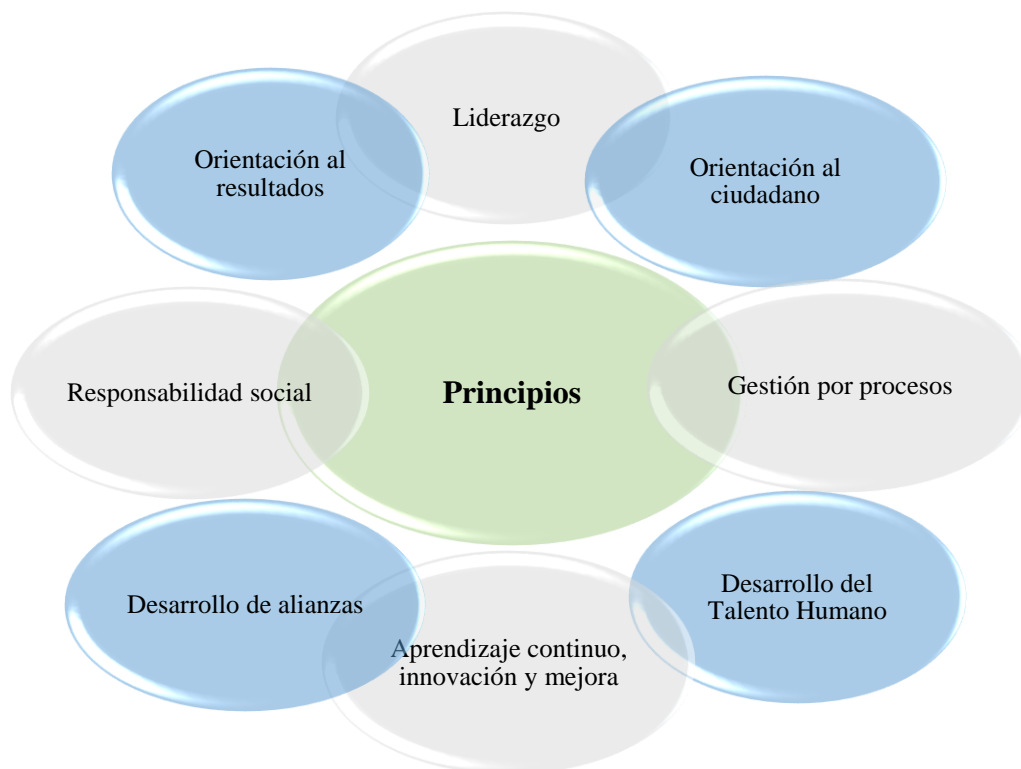 Liderazgo
Orientación al
resultados
Orientación al
ciudadano
Responsabilidad social
Principios
Gestión por procesos
Desarrollo de alianzas
Desarrollo del
Talento Humano
Aprendizaje continuo,
innovación y mejora